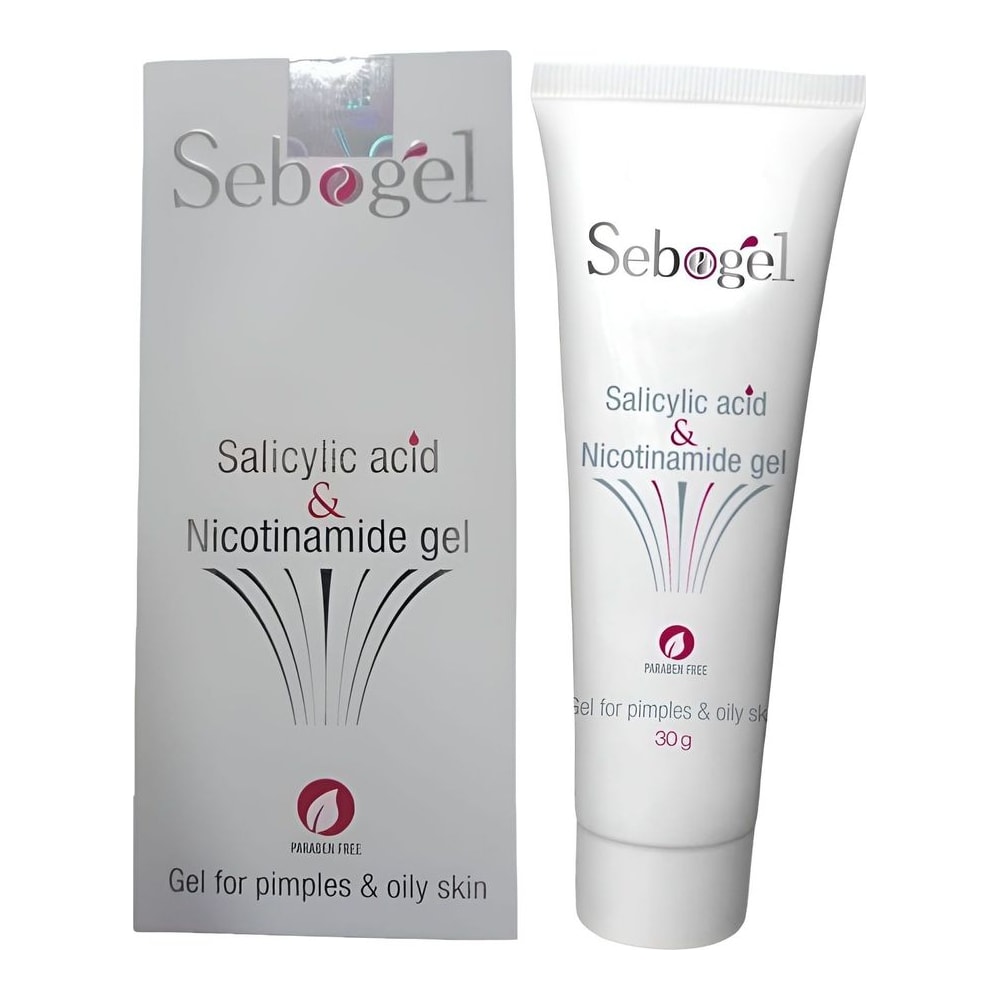 Sebogel
Salicylic acid
&
Nicotinamide gel
PARABEN FREE
Gel for pimples & oily skin
Sebogel
Salicylic acid
&
Nicotinamide gel
PARABEN FREE
Gel for pimples & oily sk
30 g